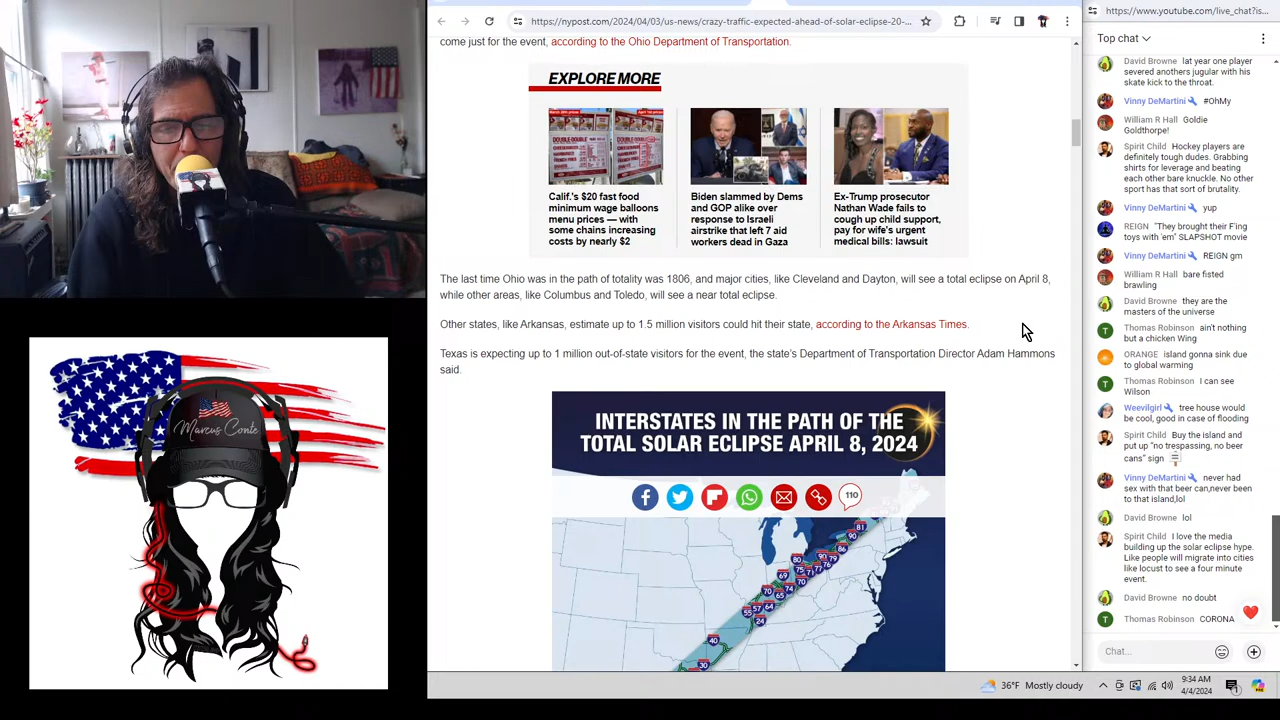 https://nypost.com/2024/04/03/us-news/crazy-traffic-expected-ahead-of-solar-eclipse-20-...
come just for the event, according to the Ohio Department of Transportation.
EXPLORE MORE
Calif.'s $20 fast food
minimum wage balloons
menu prices — with
some chains increasing
costs by nearly $2
Biden slammed by Dems
and GOP alike over
response to Israeli
airstrike that left 7 aid
workers dead in Gaza
Ex-Trump prosecutor
Nathan Wade fails to
cough up child support,
pay for wife's urgent
medical bills: lawsuit
The last time Ohio was in the path of totality was 1806, and major cities, like Cleveland and Dayton, will see a total eclipse on April 8,
while other areas, like Columbus and Toledo, will see a near total eclipse.
Other states, like Arkansas, estimate up to 1.5 million visitors could hit their state, according to the Arkansas Times.
Texas is expecting up to 1 million out-of-state visitors for the event, the state's Department of Transportation Director Adam Hammons
said.
INTERSTATES IN THE PATH OF THE
TOTAL SOLAR ECLIPSE APRIL 8, 2024
110
Marcus Conte
https://www.youtube.com/live_chat?is...
Top chat
David Browne lat year one player
severed anothers jugular with his
skate kick to the throat.
Vinny DeMartini #OhMy
William R Hall Goldie
Goldthorpe!
Spirit Child Hockey players are
definitely tough dudes. Grabbing
shirts for leverage and beating
each other bare knuckle. No other
sport has that sort of brutality.
Vinny DeMartini yup
REIGN "They brought their F'ing
toys with 'em" SLAPSHOT movie
Vinny DeMartini REIGN gm
William R Hall bare fisted
brawling
David Browne they are the
masters of the universe
Thomas Robinson ain't nothing
but a chicken Wing
ORANGE island gonna sink due
to global warming
Thomas Robinson I can see
Wilson
Weevilgirl tree house would
be cool, good in case of flooding
Spirit Child Buy the island and
put up "no trespassing, no beer
cans" sign
Vinny DeMartini never had
sex with that beer can,never been
to that island,lol
David Browne lol
Spirit Child I love the media
building up the solar eclipse hype.
Like people will migrate into cities
like locust to see a four minute
event.
David Browne no doubt
Thomas Robinson CORONA
Chat...
36°F Mostly cloudy
9:34 AM
4/4/2024